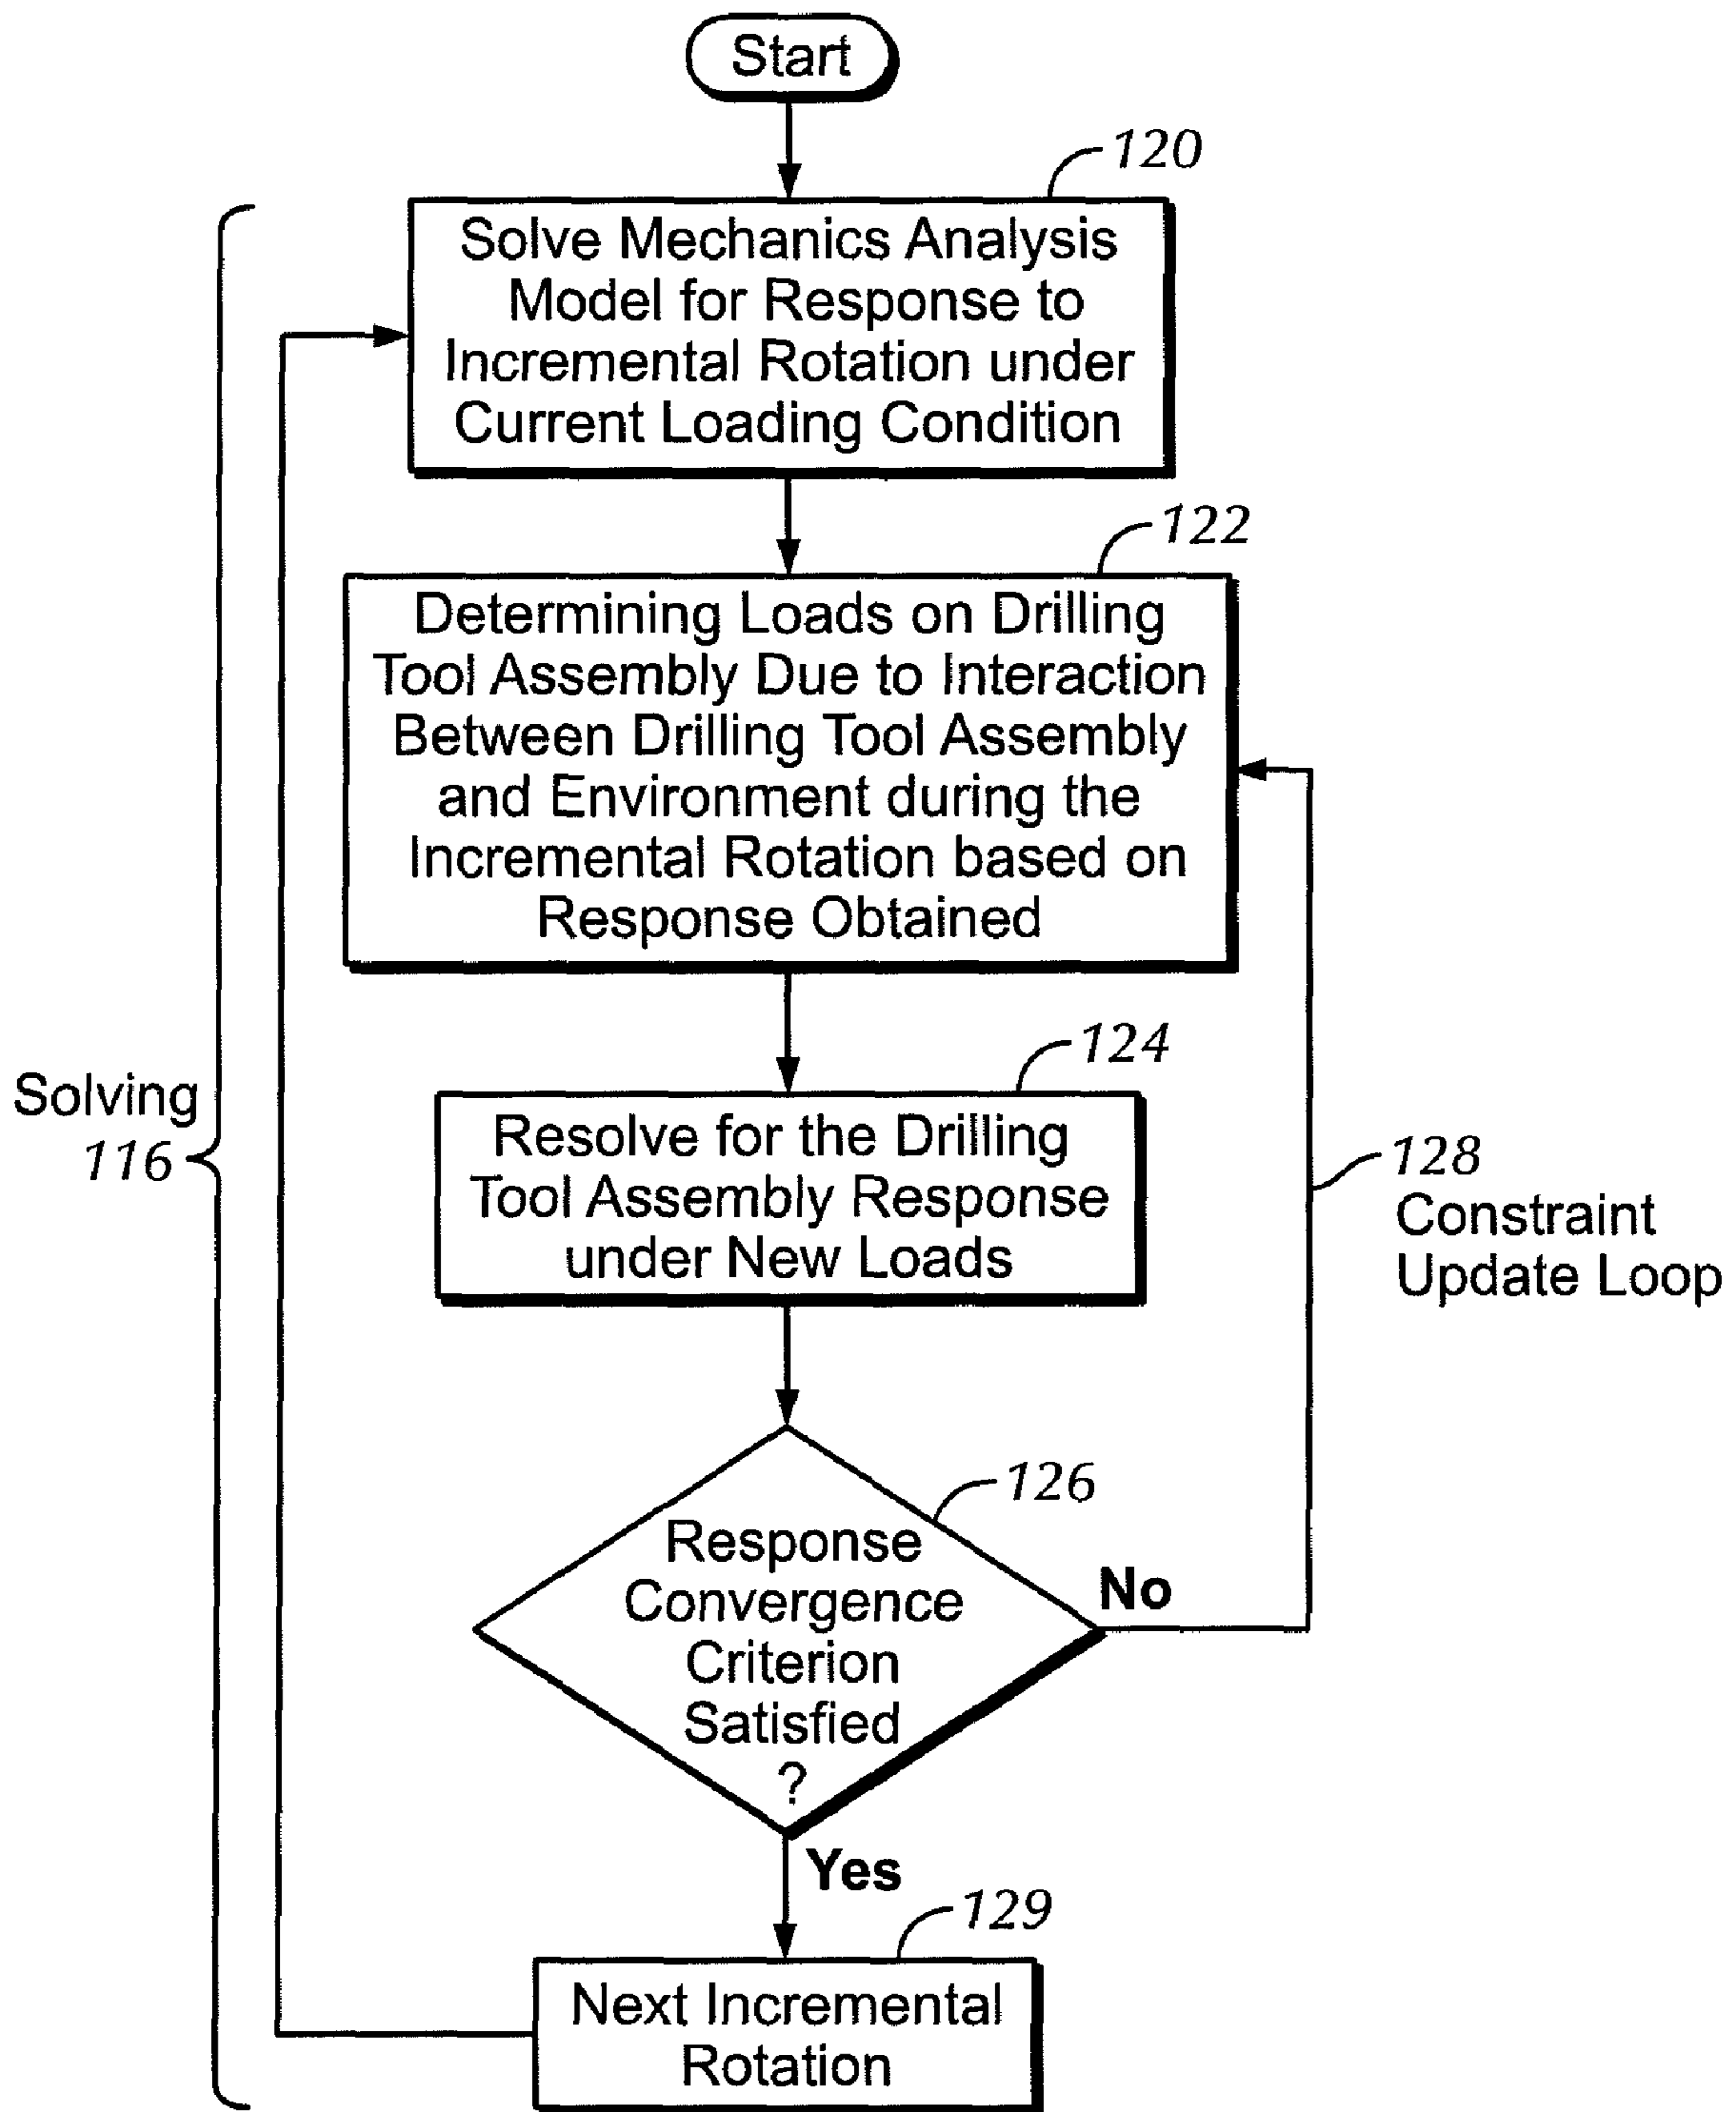 Start
120
Solve Mechanics Analysis
Model for Response to
Incremental Rotation under
Current Loading Condition
122
Determining Loads on Drilling
Tool Assembly Due to Interaction
Between Drilling Tool Assembly
and Environment during the
Incremental Rotation based on
Response Obtained
124
Resolve for the Drilling
Tool Assembly Response
under New Loads
Solving
116
128
Constraint
Update Loop
126
Response
Convergence
Criterion
Satisfied
?
No
Yes
129
Next Incremental
Rotation